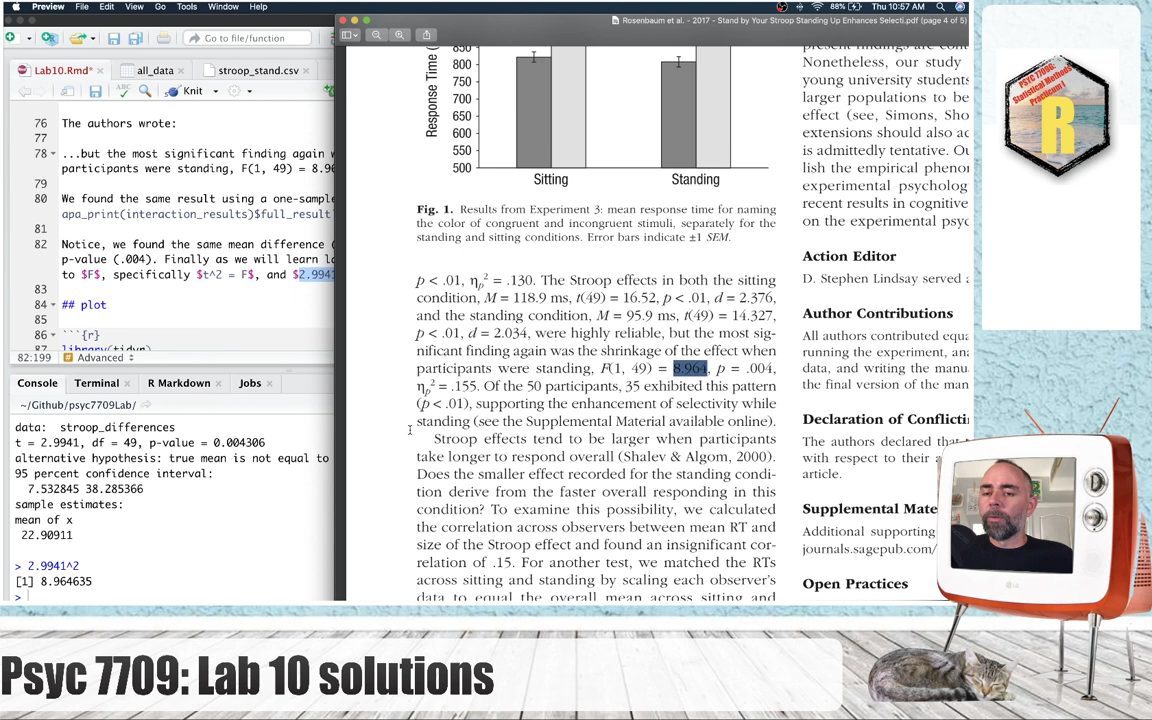 Preview File Edit View Go Tools Window Help
88% Thu 10:57 AM
Go to file/function
Lab10.Rmd* all_data stroop_stand.csv
ABC Knit
76 The authors wrote:
77
78 ...but the most significant finding again w
participants were standing, F(1, 49) = 8.96
79
80 We found the same result using a one-sampl
apa_print(interaction_results)$full_result
81
82 Notice, we found the same mean difference (
p-value (.004). Finally as we will learn la
to $F$, specifically $t^2 = F$, and $2.9941
83
84 ## plot
85
86 ```{r}
87 library(tidyr)
82:199 Advanced
Console Terminal R Markdown Jobs
~/Github/psyc7709Lab/
data: stroop_differences
t = 2.9941, df = 49, p-value = 0.004306
alternative hypothesis: true mean is not equal to
95 percent confidence interval:
7.532845 38.285366
sample estimates:
mean of x
22.90911
> 2.9941^2
[1] 8.964635
>
Rosenbaum et al. - 2017 - Stand by Your Stroop Standing Up Enhances Selecti.pdf (page 4 of 5)
Response Time (
850
800
750
700
650
600
550
500
Sitting Standing
Fig. 1. Results from Experiment 3: mean response time for naming
the color of congruent and incongruent stimuli, separately for the
standing and sitting conditions. Error bars indicate ±1 SEM.
p < .01, ηp² = .130. The Stroop effects in both the sitting
condition, M = 118.9 ms, t(49) = 16.52, p < .01, d = 2.376,
and the standing condition, M = 95.9 ms, t(49) = 14.327,
p < .01, d = 2.034, were highly reliable, but the most sig-
nificant finding again was the shrinkage of the effect when
participants were standing, F(1, 49) = 8.964, p = .004,
ηp² = .155. Of the 50 participants, 35 exhibited this pattern
(p < .01), supporting the enhancement of selectivity while
standing (see the Supplemental Material available online).
Stroop effects tend to be larger when participants
take longer to respond overall (Shalev & Algom, 2000).
Does the smaller effect recorded for the standing condi-
tion derive from the faster overall responding in this
condition? To examine this possibility, we calculated
the correlation across observers between mean RT and
size of the Stroop effect and found an insignificant cor-
relation of .15. For another test, we matched the RTs
across sitting and standing by scaling each observer's
data to equal the overall mean across sitting and
present findings are cont
Nonetheless, our study
young university students
larger populations to be
effect (see, Simons, Sho
extensions should also ac
is admittedly tentative. Ou
lish the empirical phenor
experimental psycholog
recent results in cognitive
on the experimental psyc
Action Editor
D. Stephen Lindsay served a
Author Contributions
All authors contributed equa
running the experiment, ana
data, and writing the manu
the final version of the man
Declaration of Conflicti
The authors declared that
with respect to their
article.
Supplemental Mate
Additional supporting
journals.sagepub.com/
Open Practices
PSYC 7709G:
Statistical Methods
Practicum I
R
D
LG
Psyc 7709: Lab 10 solutions